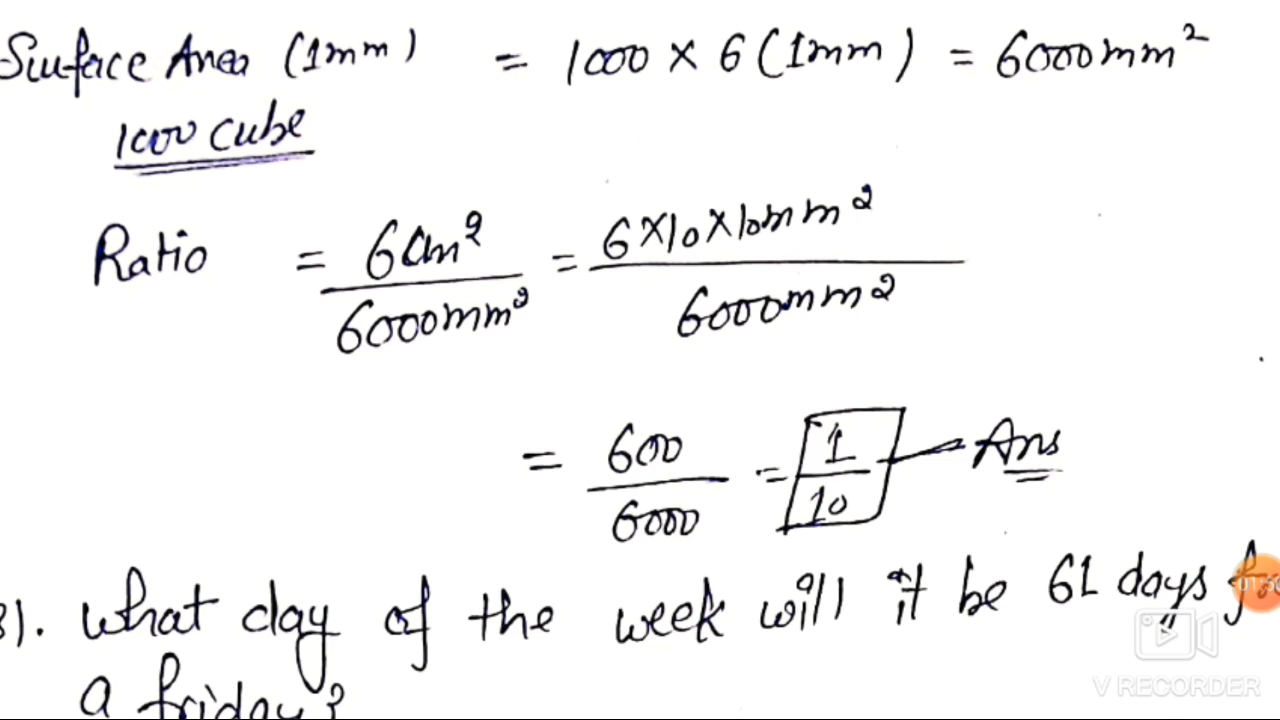 Surface Area (1mm) = 1000 × 6 (1mm) = 6000mm²
1000 cube
Ratio = 6cm² / 6000mm² = 6×10×10mm² / 6000mm²
= 600 / 6000 = 1 / 10 Ans
3). What day of the week will it be 61 days
a friday?
V RECORDER